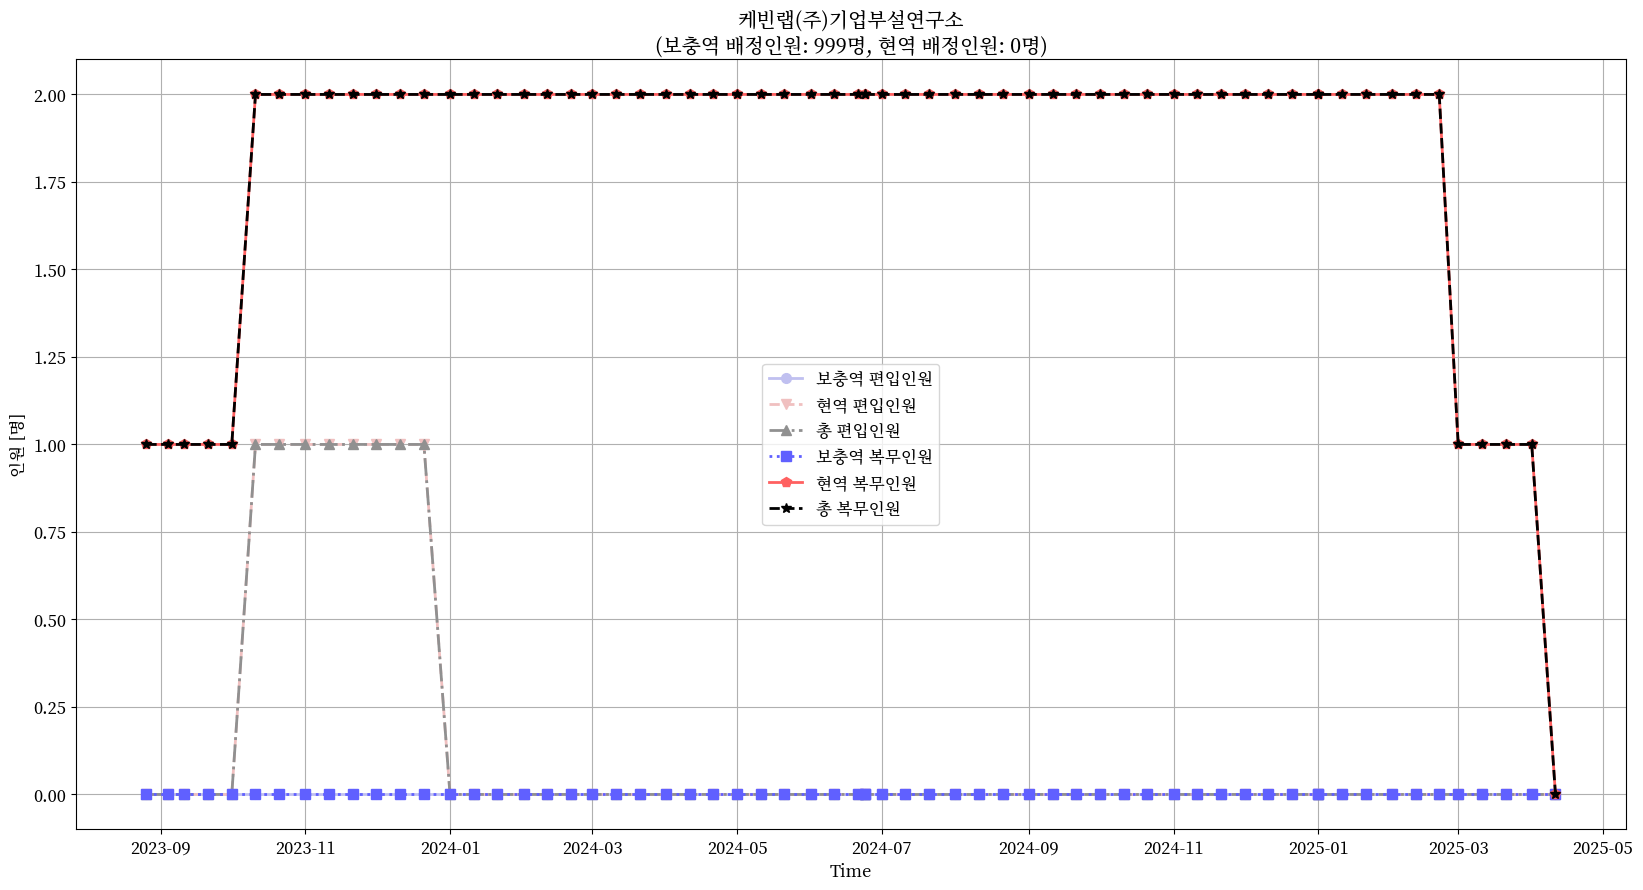 케빈랩(주)기업부설연구소
(보충역 배정인원: 999명, 현역 배정인원: 0명)
인원 [명]
2.00
1.75
1.50
1.25
1.00
0.75
0.50
0.25
0.00
보충역 편입인원
현역 편입인원
총 편입인원
보충역 복무인원
현역 복무인원
총 복무인원
2023-09 2023-11 2024-01 2024-03 2024-05 2024-07 2024-09 2024-11 2025-01 2025-03 2025-05
Time